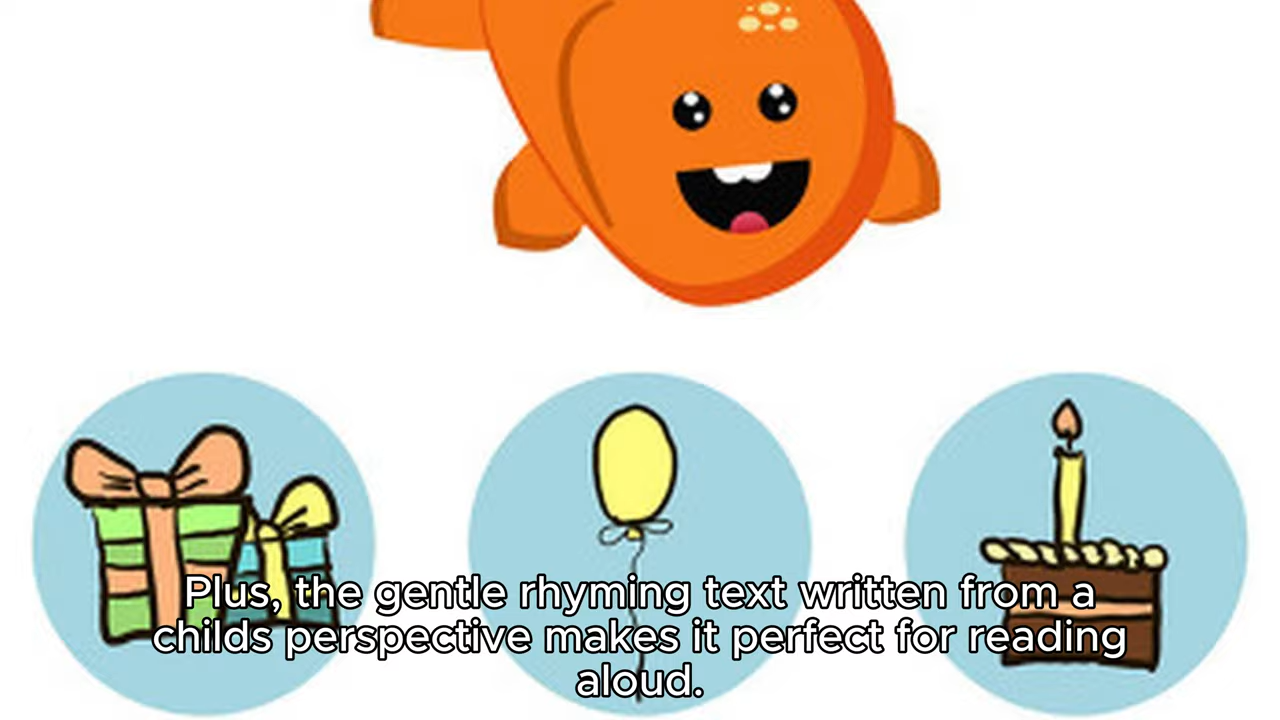 Plus, the gentle rhyming text written from a
childs perspective makes it perfect for reading
aloud.